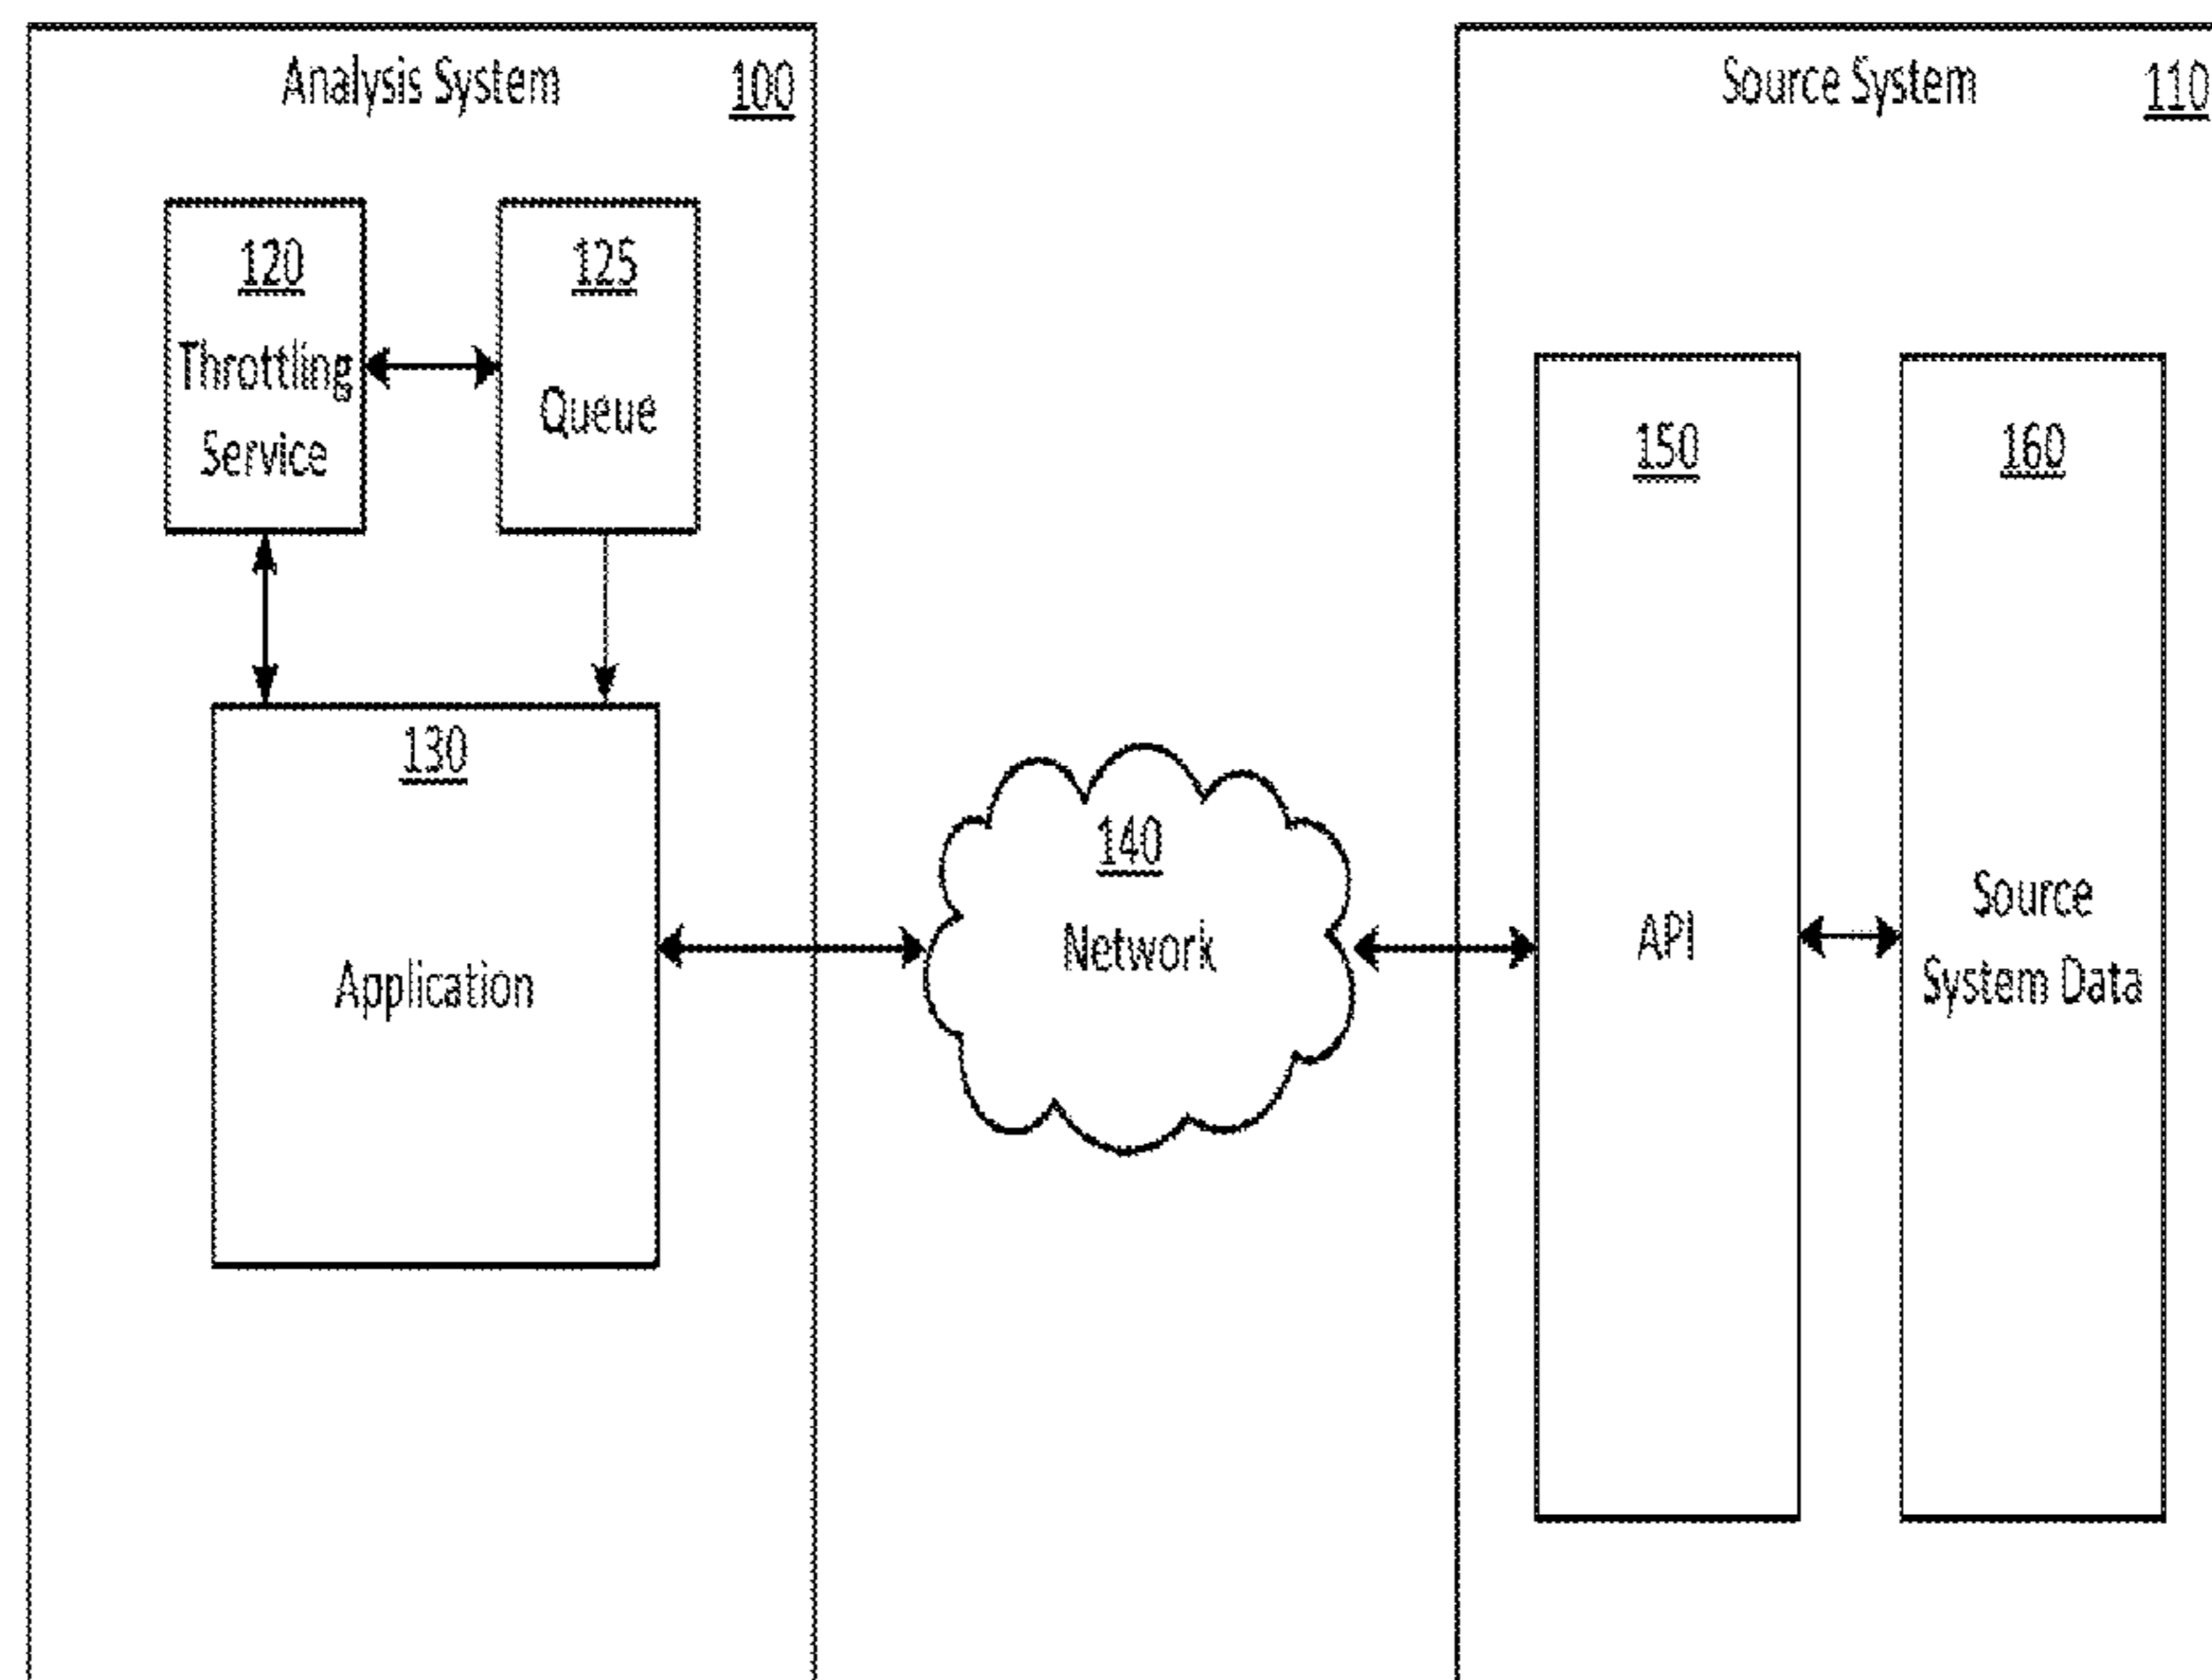 Analysis System 100
120
Throttling
Service
125
Queue
130
Application
140
Network
Source System 110
150
API
160
Source
System Data